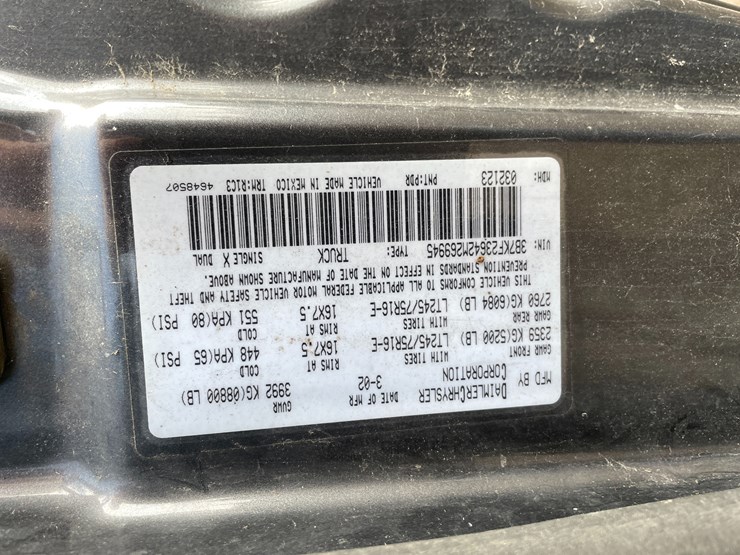 MFD BY DAIMLERCHRYSLER CORPORATION DATE OF MFR 3-02 GVWR 3992 KG(08800 LB)
GAWR FRONT WITH TIRES RIMS AT COLD
2359 KG(5200 LB) LT245/75R16-E 16X7.5 448 KPA(65 PSI)
GAWR REAR WITH TIRES RIMS AT COLD
2760 KG(6084 LB) LT245/75R16-E 16X7.5 551 KPA(80 PSI)
THIS VEHICLE CONFORMS TO ALL APPLICABLE FEDERAL MOTOR VEHICLE SAFETY AND THEFT
PREVENTION STANDARDS IN EFFECT ON THE DATE OF MANUFACTURE SHOWN ABOVE.
VIN: 3B7KF23642M269945 TYPE: TRUCK SINGLE X DUAL
MDH: 032123 PNT:PDR VEHICLE MADE IN MEXICO TRM:R1C3 4648507